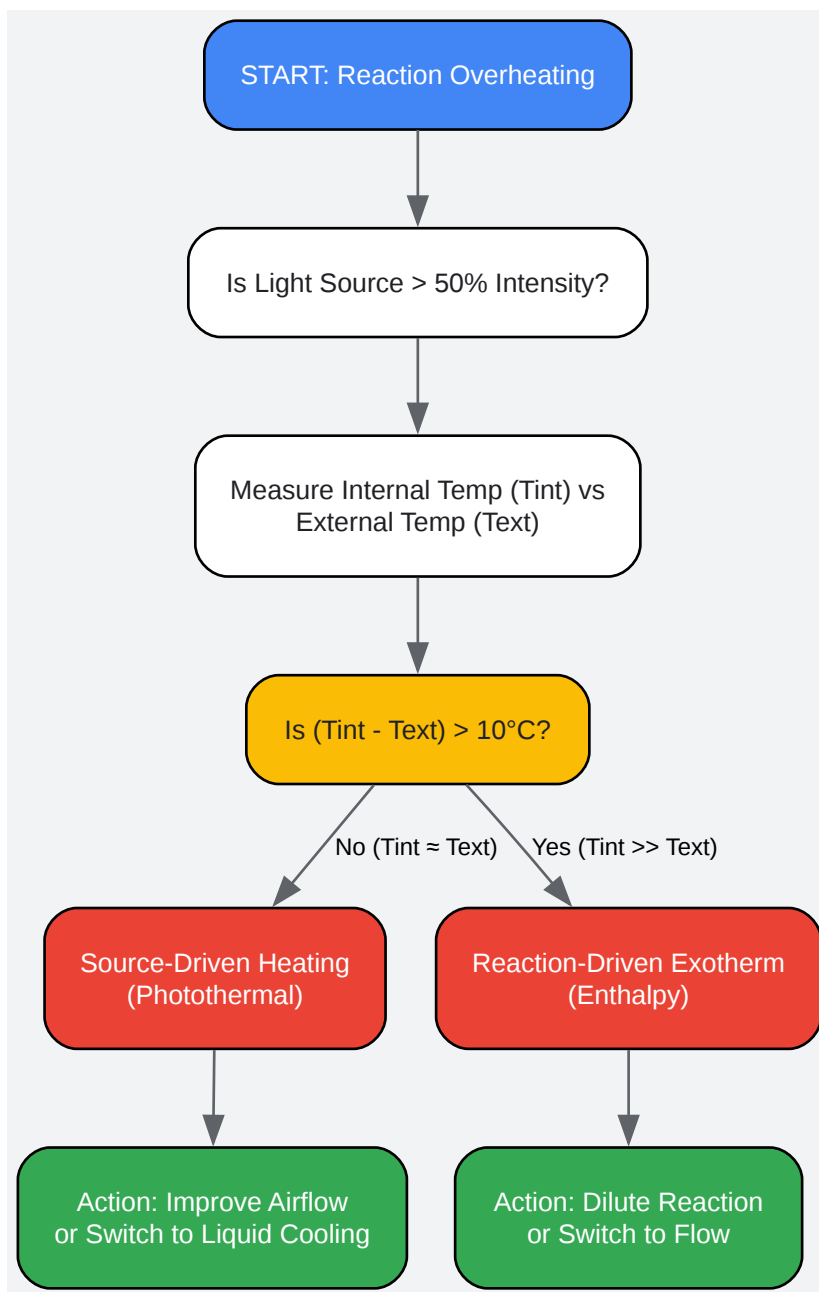 START: Reaction Overheating
Is Light Source > 50% Intensity?
Measure Internal Temp (Tint) vs
External Temp (Text)
Is (Tint - Text) > 10°C?
No (Tint ≈ Text)
Yes (Tint >> Text)
Source-Driven Heating
(Photothermal)
Reaction-Driven Exotherm
(Enthalpy)
Action: Improve Airflow
or Switch to Liquid Cooling
Action: Dilute Reaction
or Switch to Flow